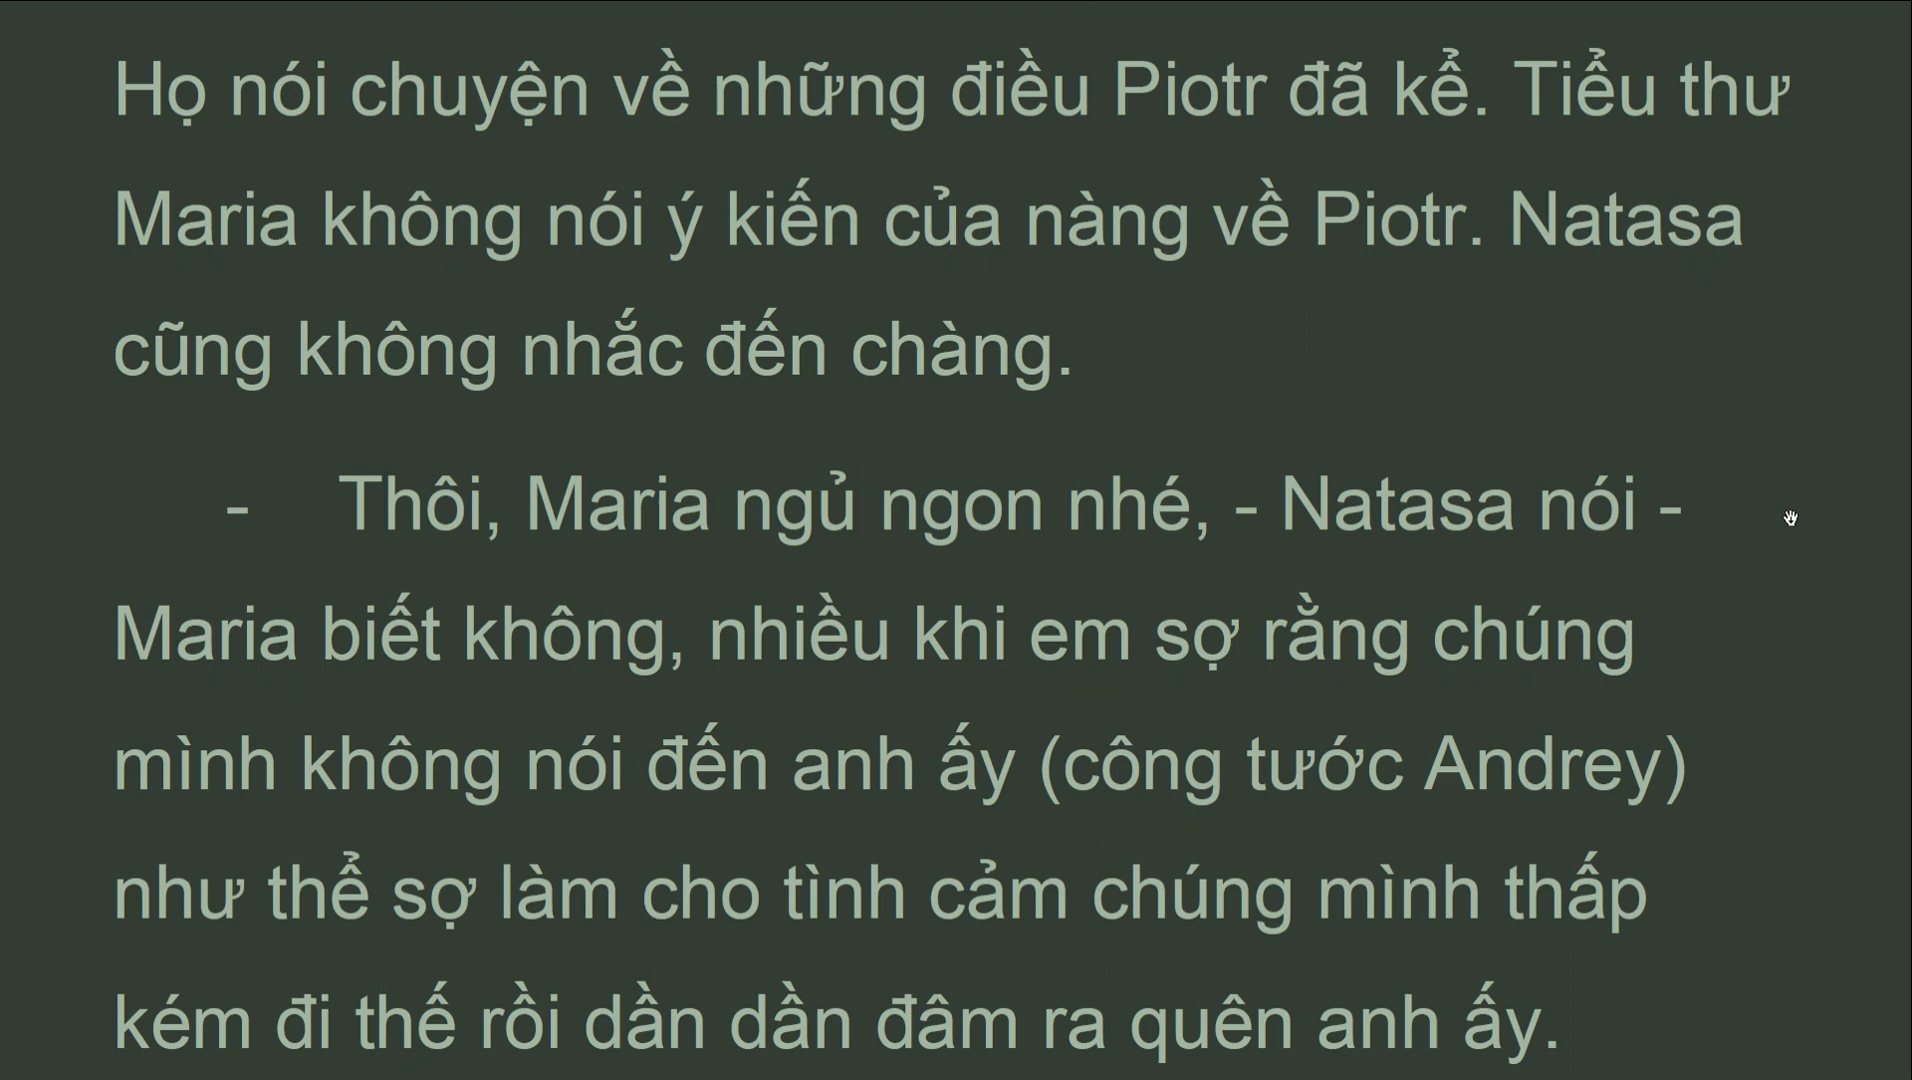 Họ nói chuyện về những điều Piotr đã kể. Tiểu thư
Maria không nói ý kiến của nàng về Piotr. Natasa
cũng không nhắc đến chàng.
- Thôi, Maria ngủ ngon nhé, - Natasa nói -
Maria biết không, nhiều khi em sợ rằng chúng
mình không nói đến anh ấy (công tước Andrey)
như thể sợ làm cho tình cảm chúng mình thấp
kém đi thế rồi dần dần đâm ra quên anh ấy.